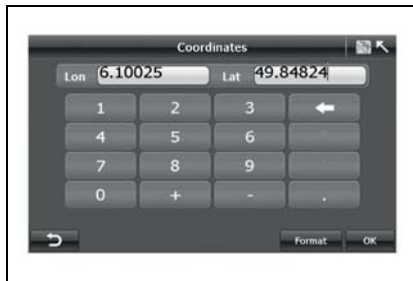 Coordinates
Lon 6.10025 Lat 49.84824
1 2 3
4 5 6
7 8 9
0 + - .
Format OK